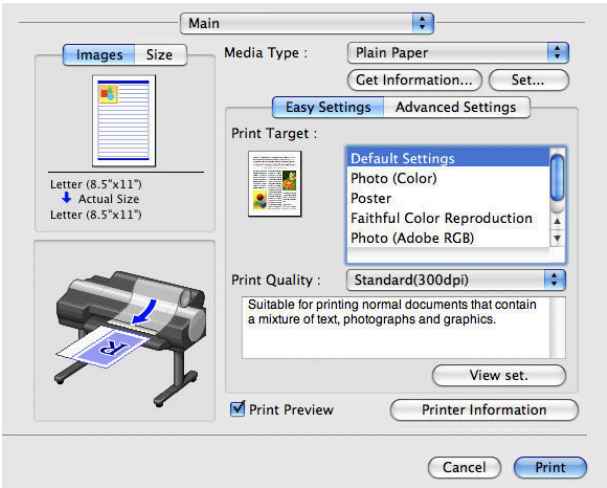 Main
Images Size
Media Type : Plain Paper
Get Information... Set...
Easy Settings Advanced Settings
Print Target :
Default Settings
Photo (Color)
Poster
Faithful Color Reproduction
Photo (Adobe RGB)
Letter (8.5"x11")
Actual Size
Letter (8.5"x11")
Print Quality : Standard(300dpi)
Suitable for printing normal documents that contain
a mixture of text, photographs and graphics.
View set.
Print Preview Printer Information
Cancel Print
R